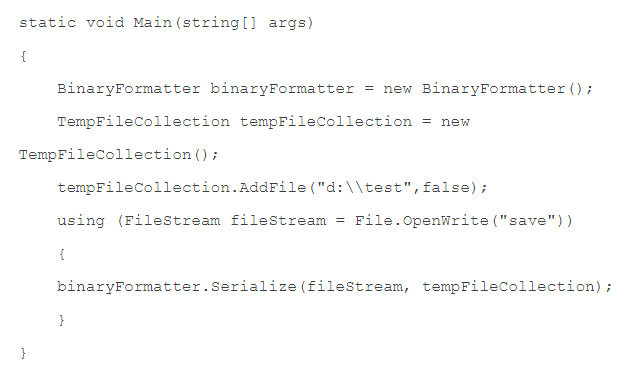 static void Main(string[] args)
{
BinaryFormatter binaryFormatter = new BinaryFormatter();
TempFileCollection tempFileCollection = new
TempFileCollection();
tempFileCollection.AddFile("d:\\test",false);
using (FileStream fileStream = File.OpenWrite("save"))
{
binaryFormatter.Serialize(fileStream, tempFileCollection);
}
}